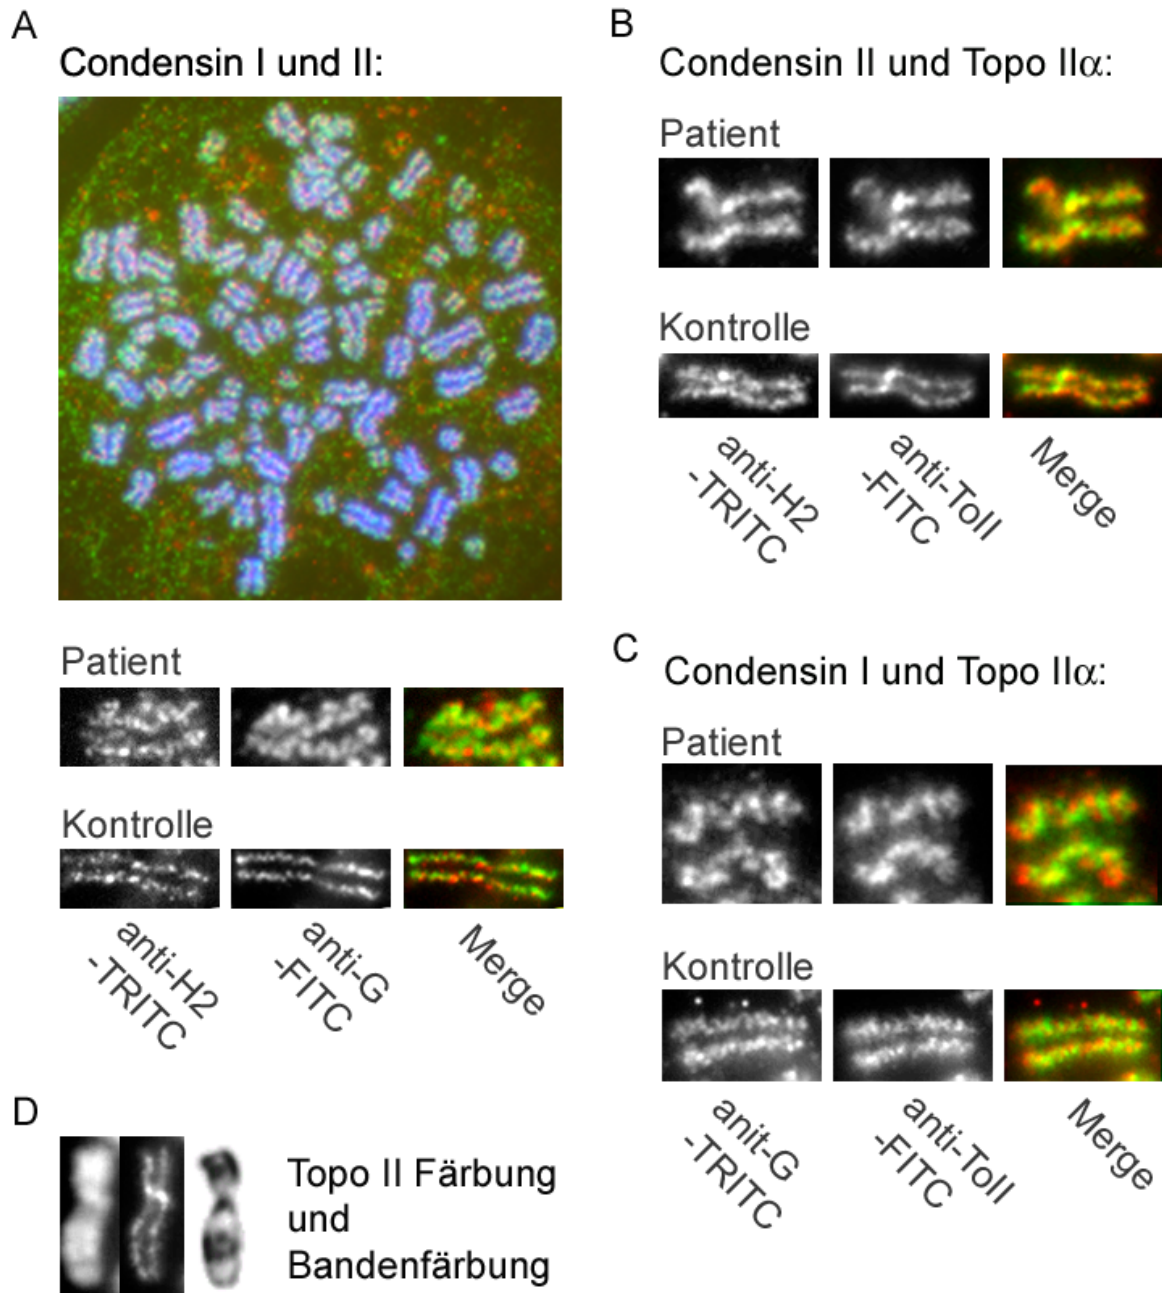 A
Condensin I und II:
Patient
Kontrolle
anti-H2
-TRITC
anti-G
-FITC
Merge
B
Condensin II und Topo IIα:
Patient
Kontrolle
anti-H2
-TRITC
anti-ToII
-FITC
Merge
C
Condensin I und Topo IIα:
Patient
Kontrolle
anit-G
-TRITC
anti-ToII
-FITC
Merge
D
Topo II Färbung
und
Bandenfärbung